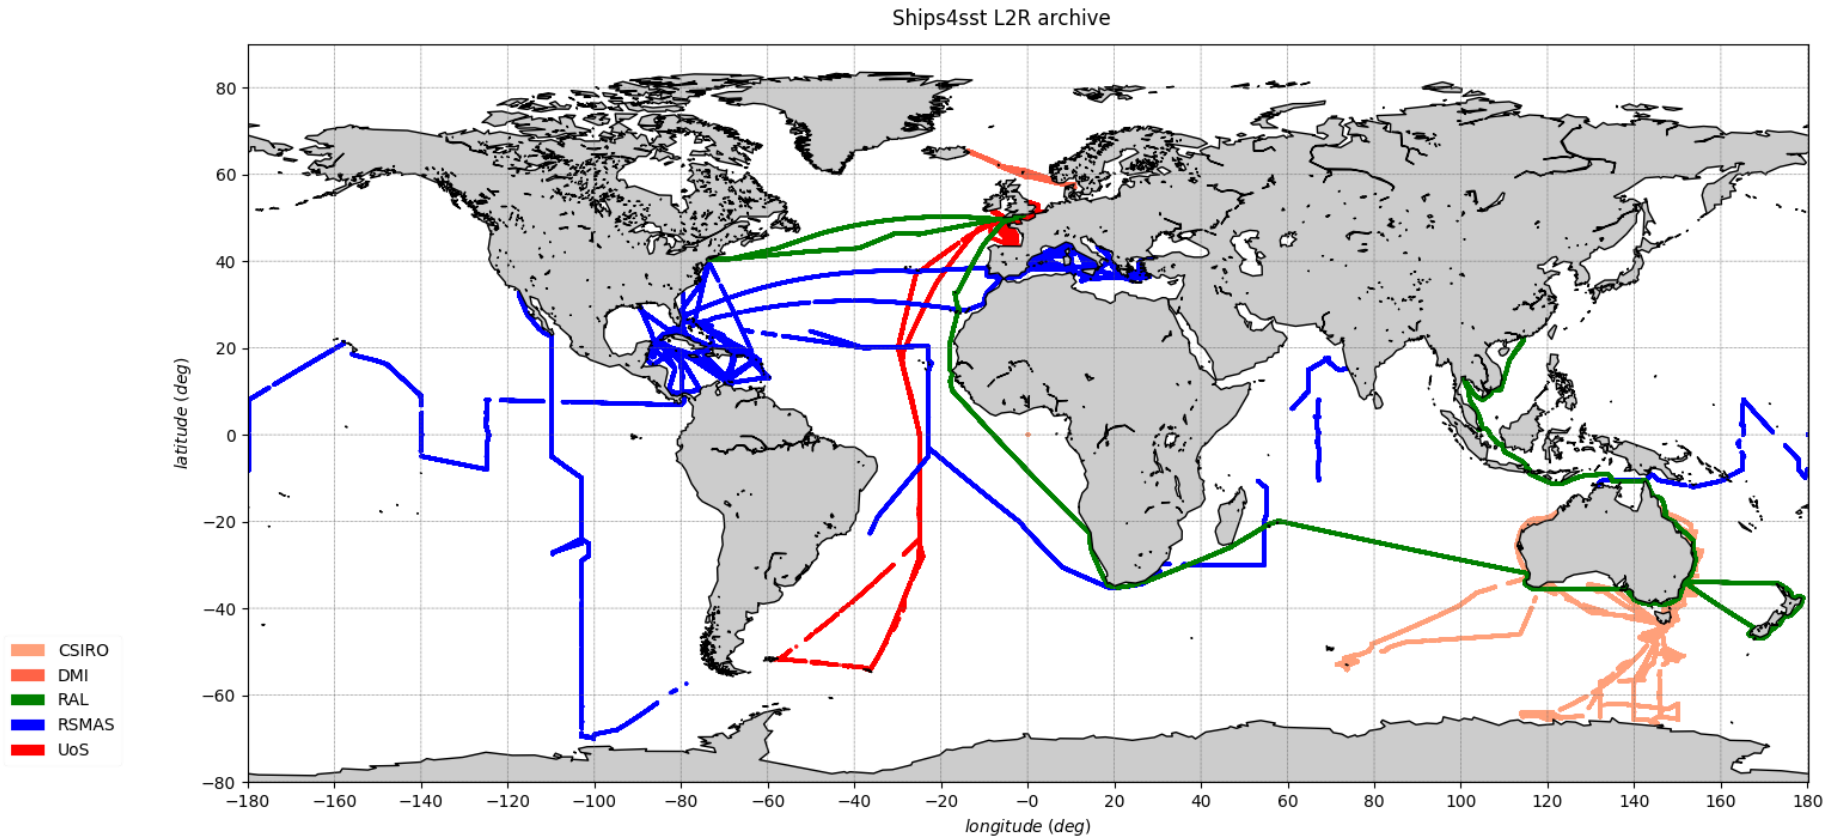 Ships4sst L2R archive
80
60
40
20
0
−20
−40
−60
−80
latitude (deg)
−180 −160 −140 −120 −100 −80 −60 −40 −20 −0 20 40 60 80 100 120 140 160 180
longitude (deg)
CSIRO
DMI
RAL
RSMAS
UoS